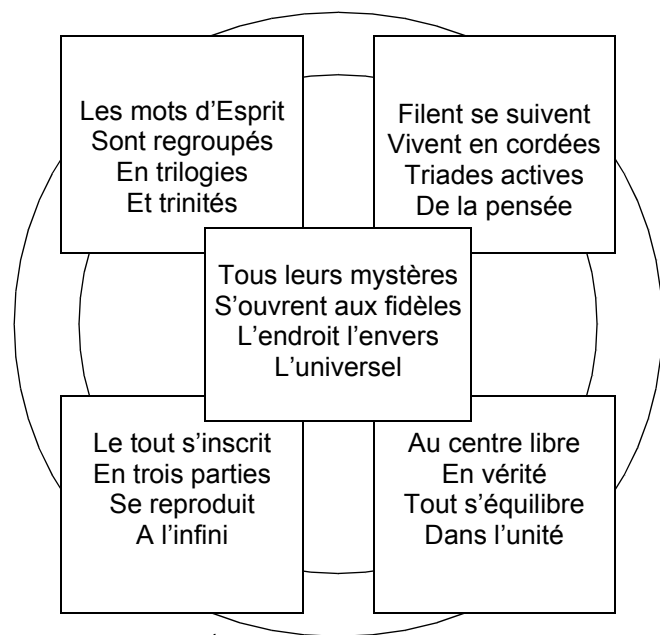 Les mots d’Esprit
Sont regroupés
En trilogies
Et trinités
Filent se suivent
Vivent en cordées
Triades actives
De la pensée
Tous leurs mystères
S’ouvrent aux fidèles
L’endroit l’envers
L’universel
Le tout s’inscrit
En trois parties
Se reproduit
A l’infini
Au centre libre
En vérité
Tout s’équilibre
Dans l’unité